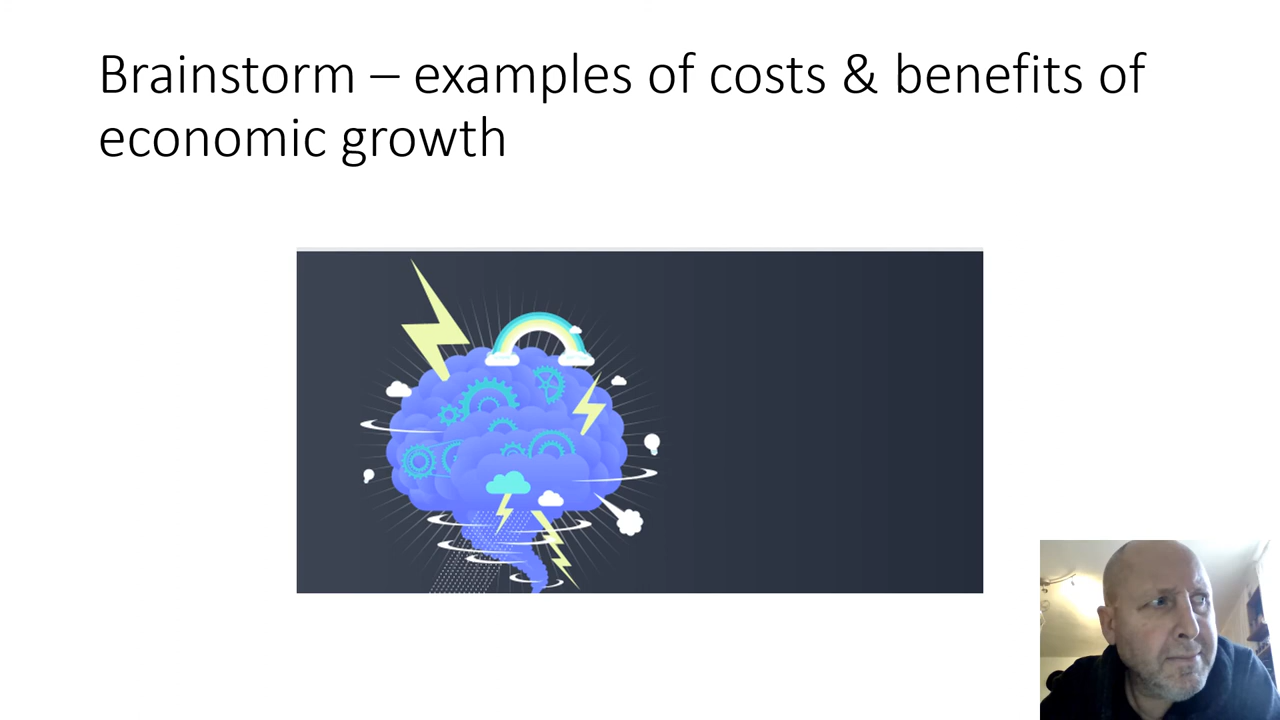 Brainstorm – examples of costs & benefits of
economic growth